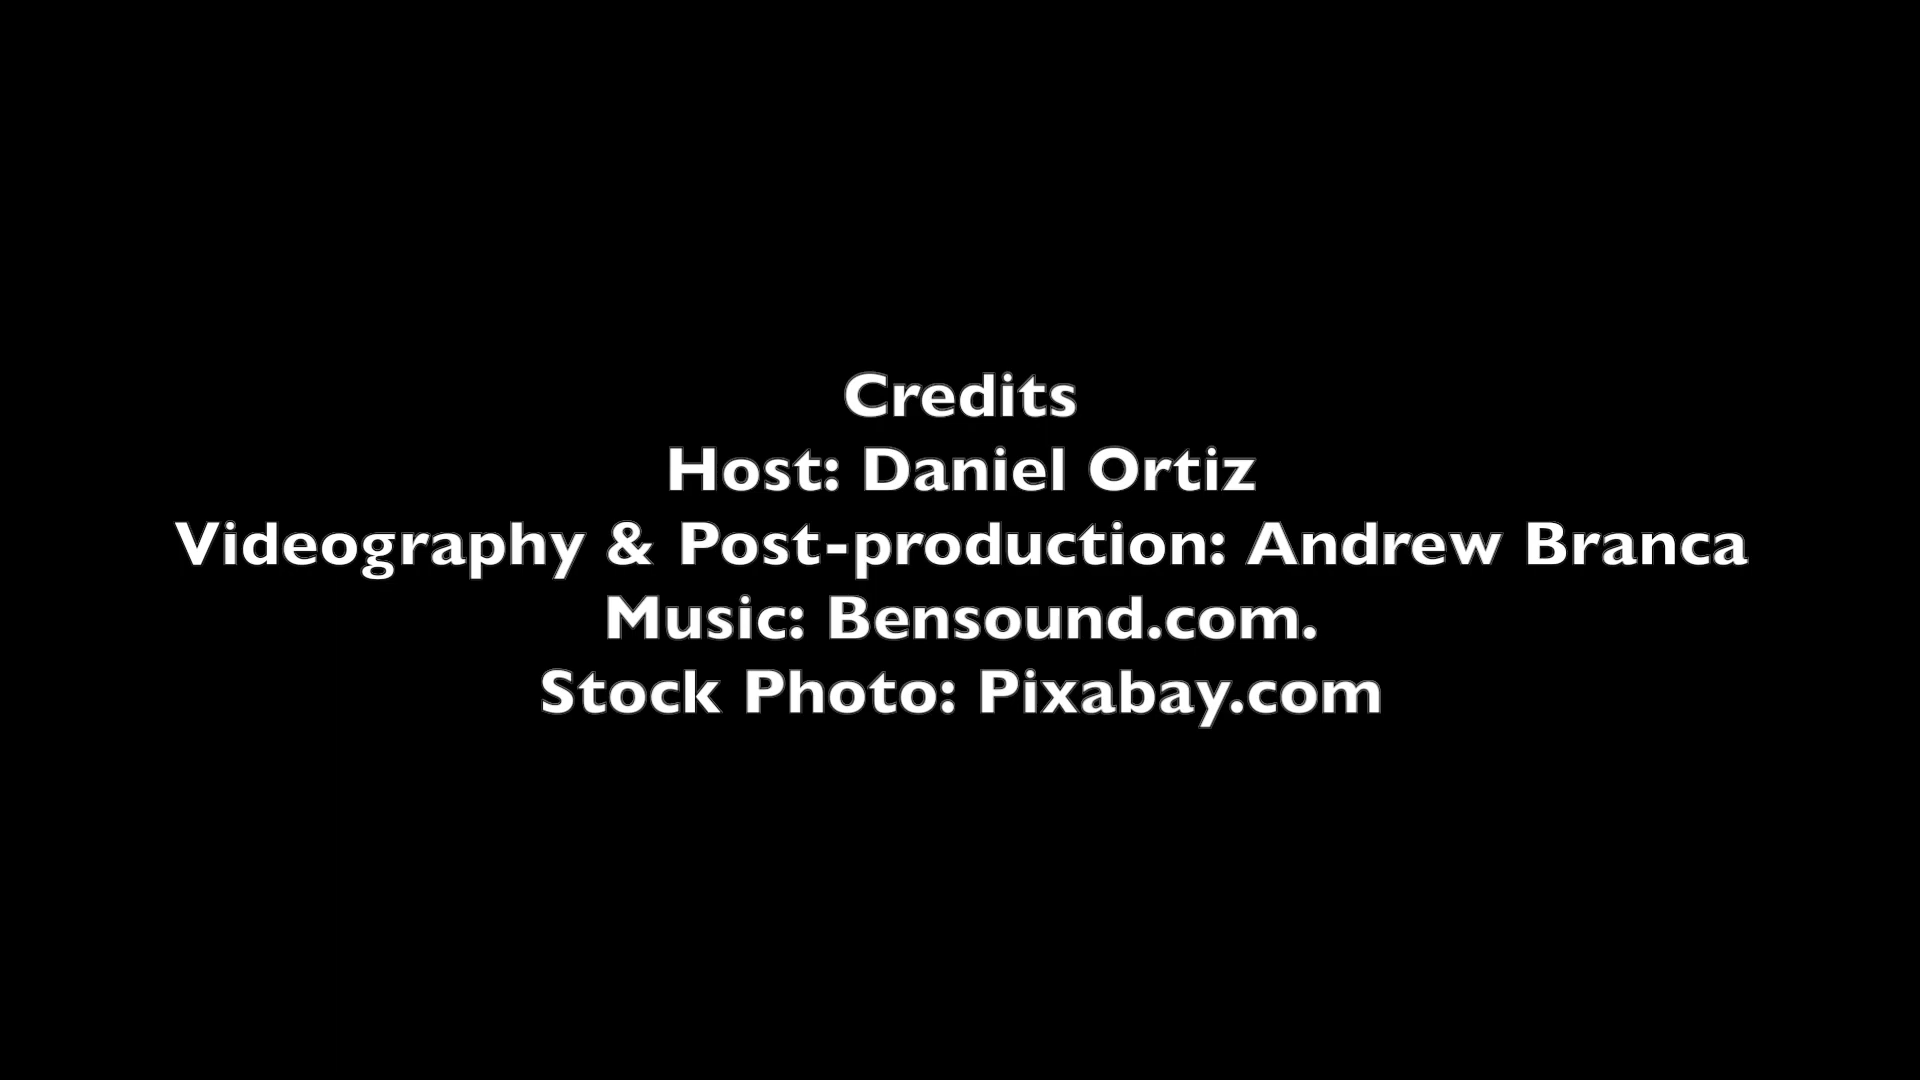 Credits
Host: Daniel Ortiz
Videography & Post-production: Andrew Branca
Music: Bensound.com.
Stock Photo: Pixabay.com